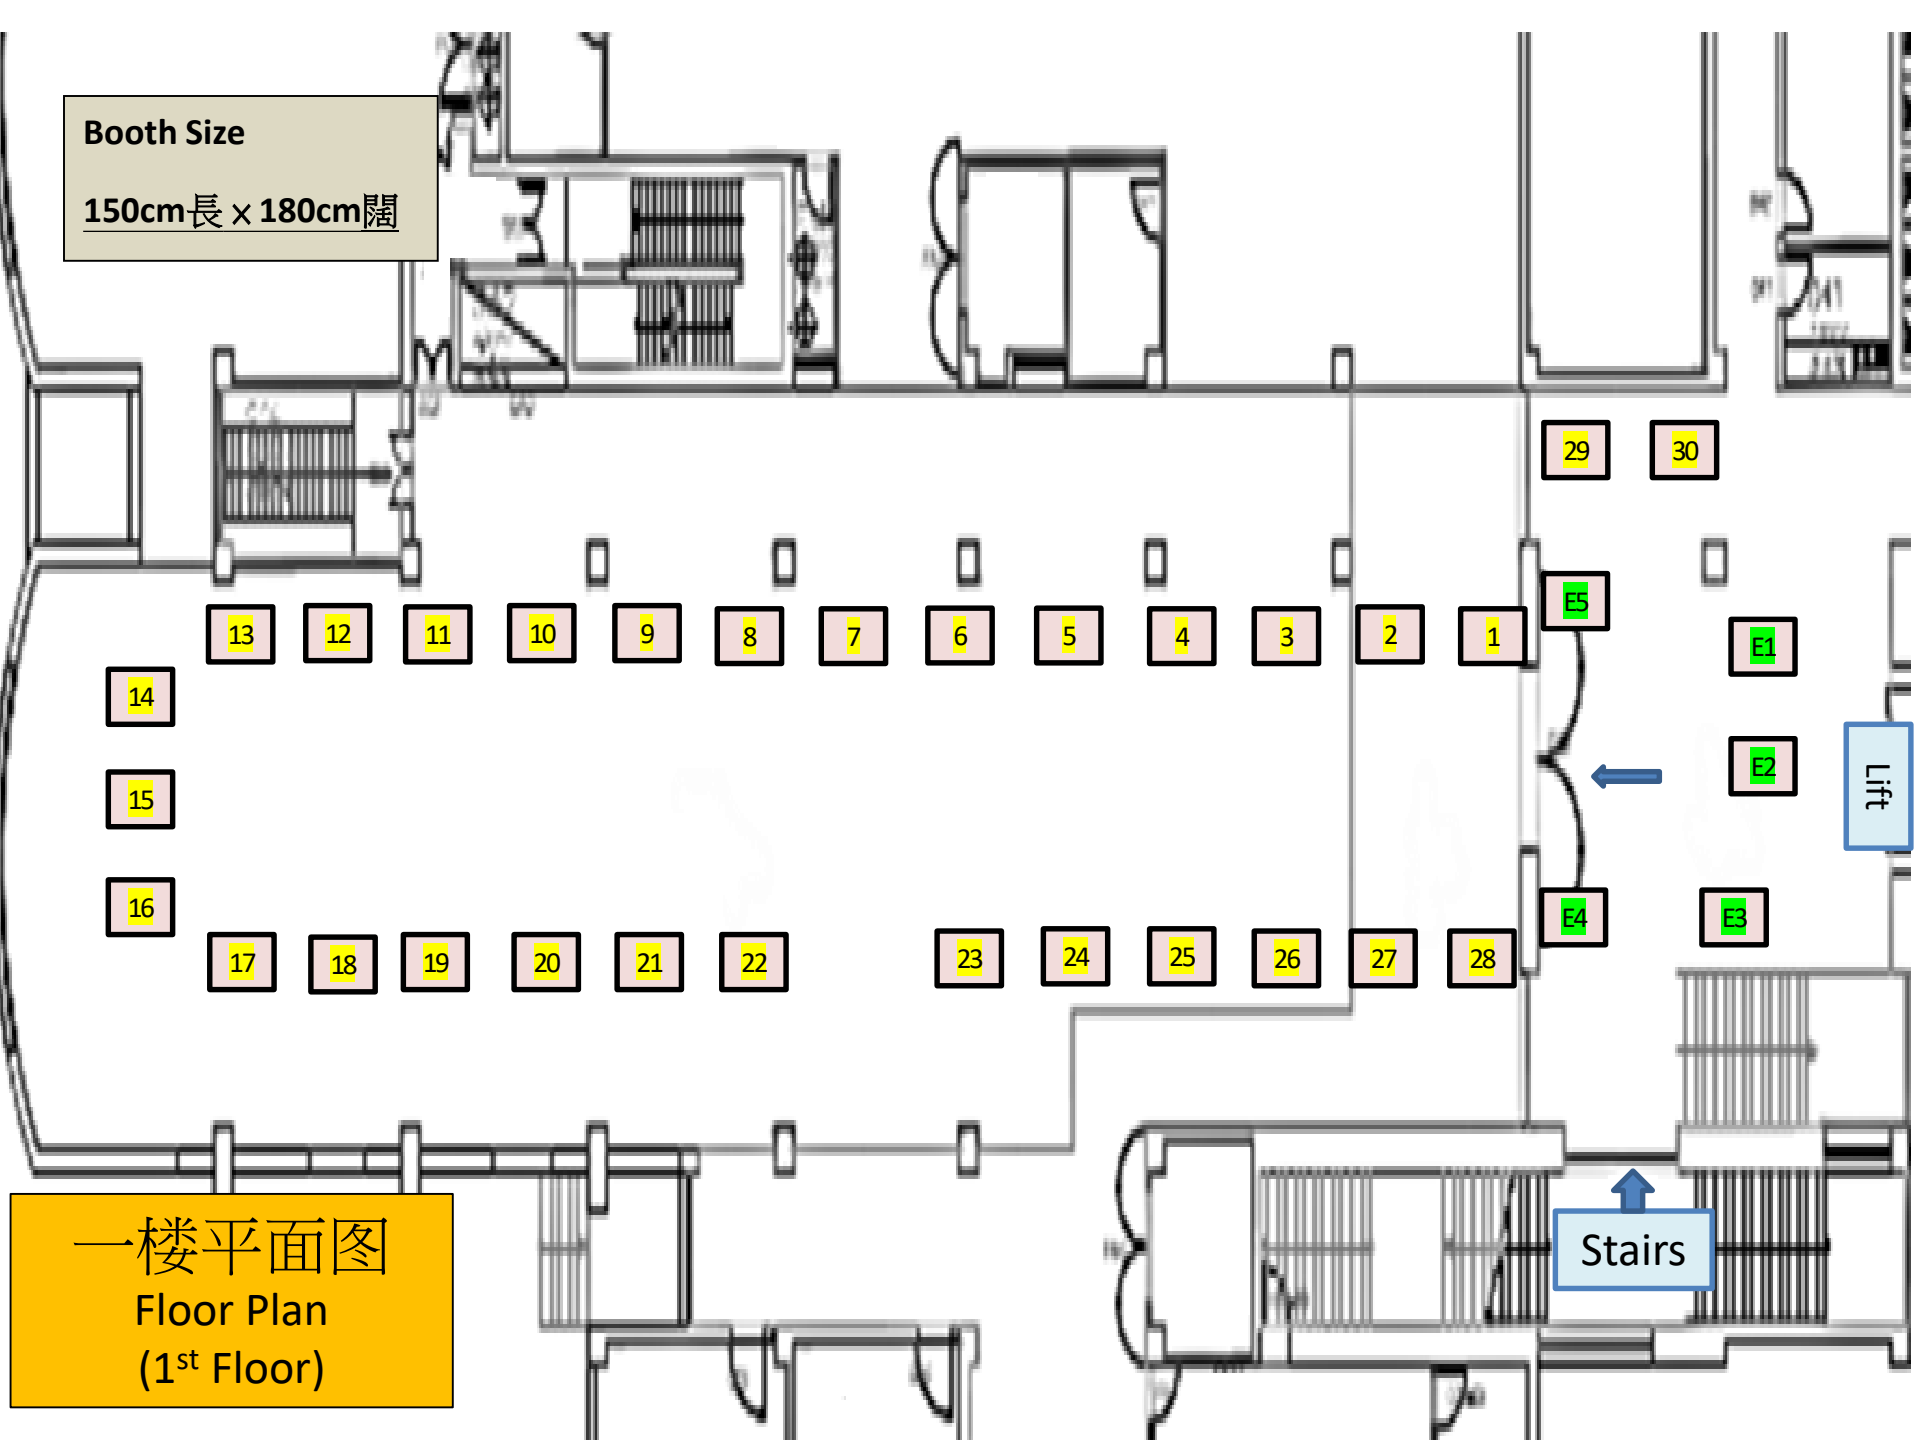 Booth Size
150cm長 x 180cm闊
29 30
E5
13 12 11 10 9 8 7 6 5 4 3 2 1
E1
14
E2
Lift
15
16
E4 E3
17 18 19 20 21 22 23 24 25 26 27 28
Stairs
一楼平面图
Floor Plan
(1st Floor)